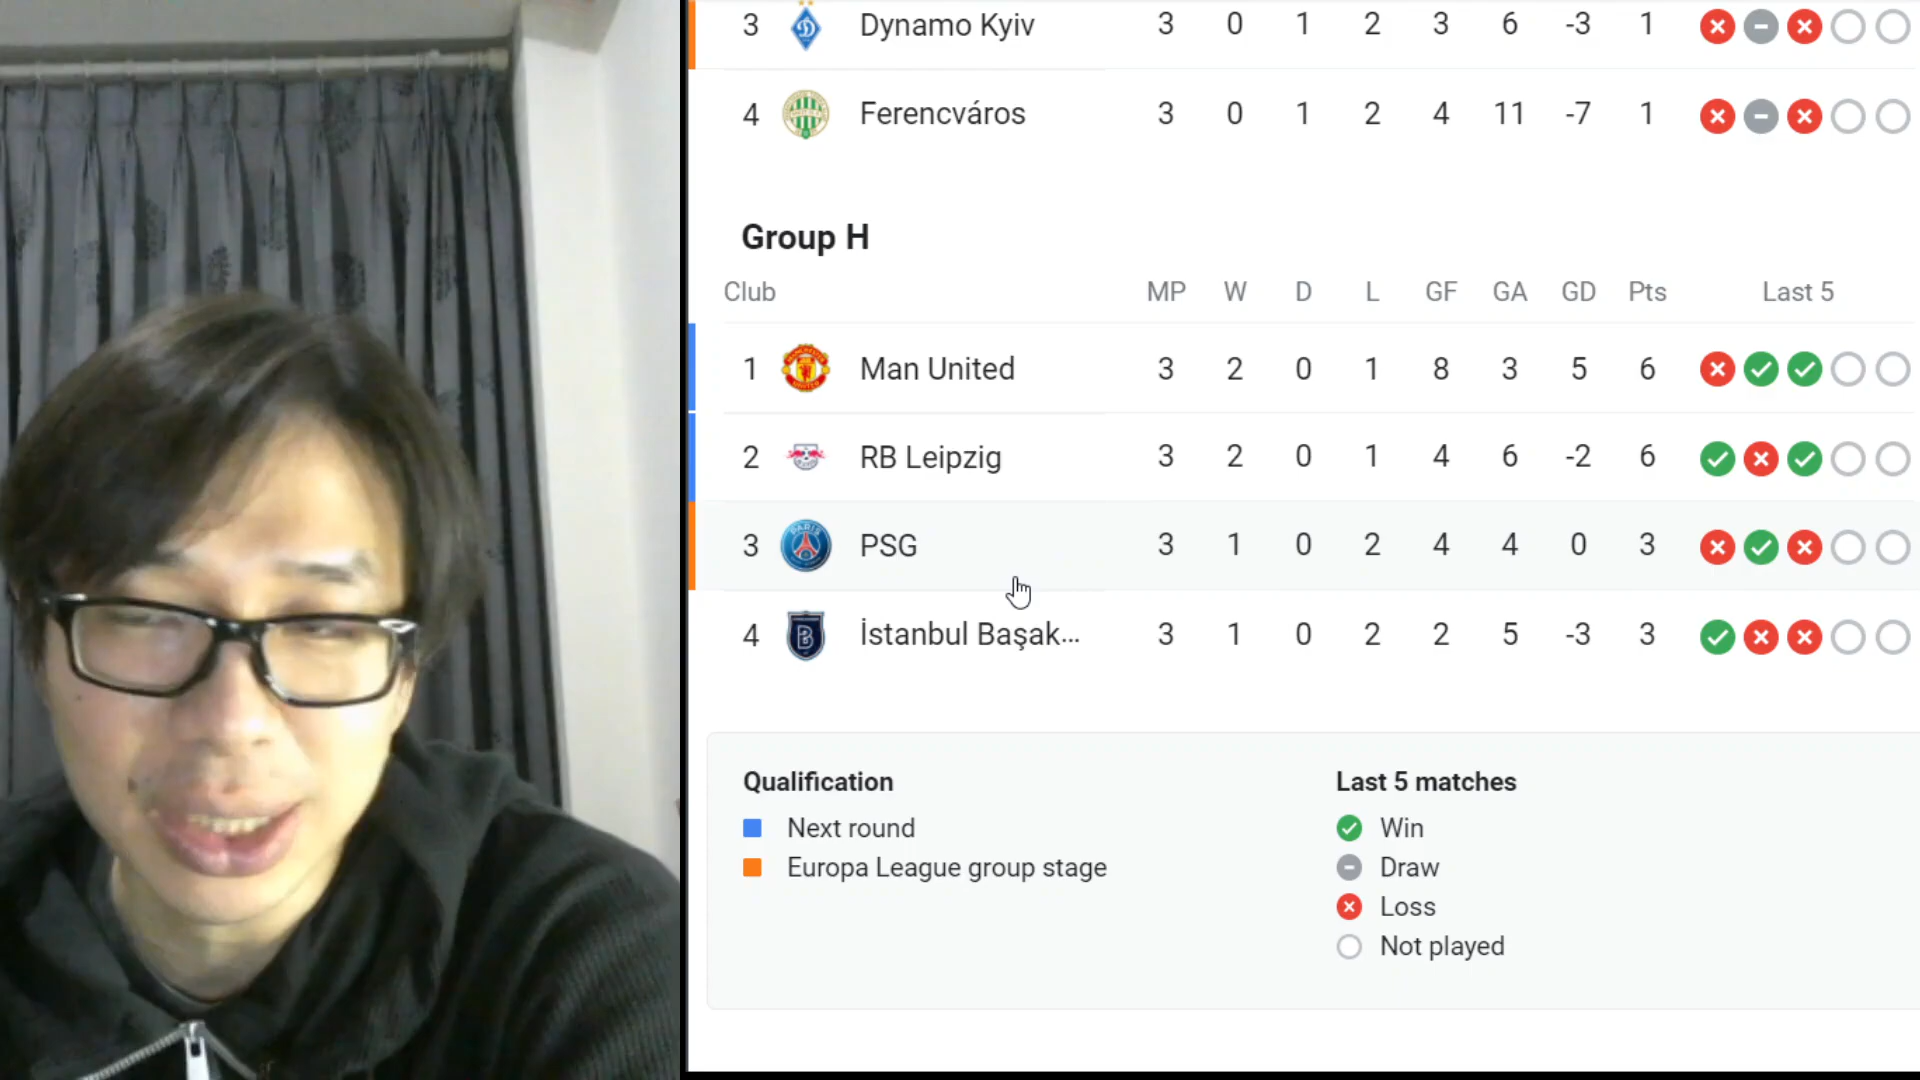 3 Dynamo Kyiv 3 0 1 2 3 6 -3 1
4 Ferencváros 3 0 1 2 4 11 -7 1
Group H
Club MP W D L GF GA GD Pts Last 5
1 Man United 3 2 0 1 8 3 5 6
2 RB Leipzig 3 2 0 1 4 6 -2 6
3 PSG 3 1 0 2 4 4 0 3
4 İstanbul Başak... 3 1 0 2 2 5 -3 3
Qualification
Next round
Europa League group stage
Last 5 matches
Win
Draw
Loss
Not played